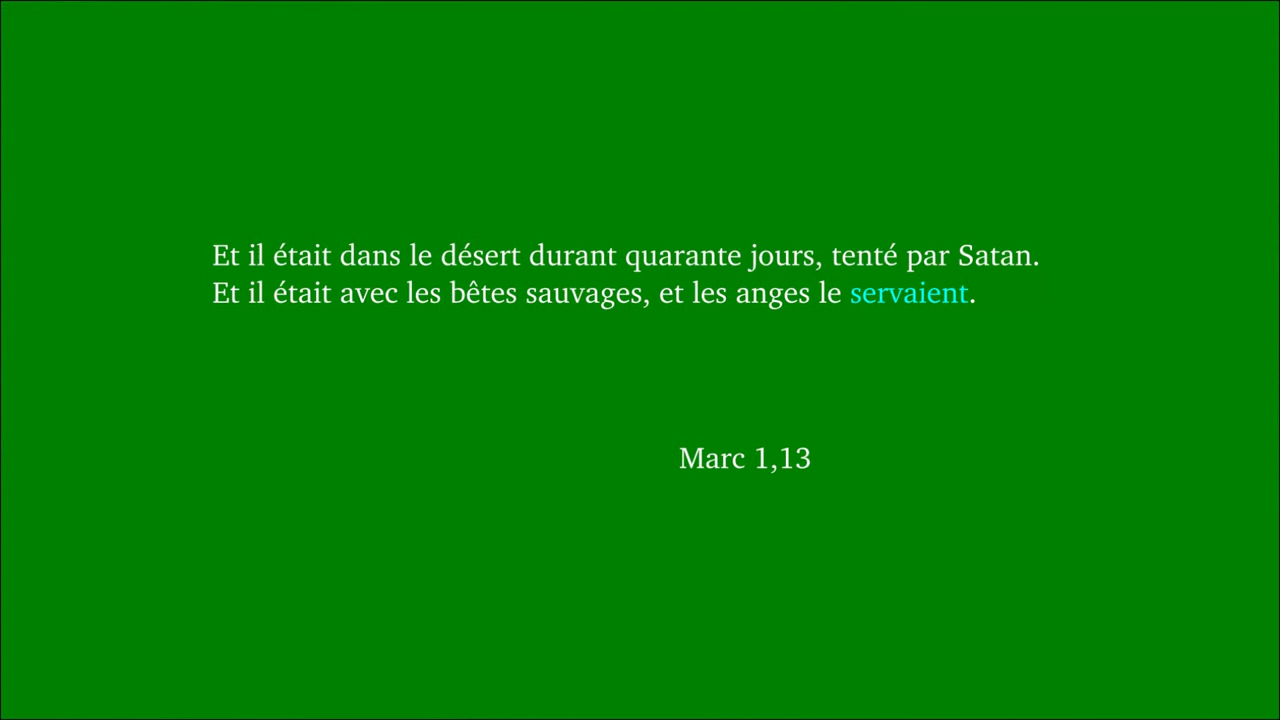 Et il était dans le désert durant quarante jours, tenté par Satan.
Et il était avec les bêtes sauvages, et les anges le servaient.
Marc 1,13